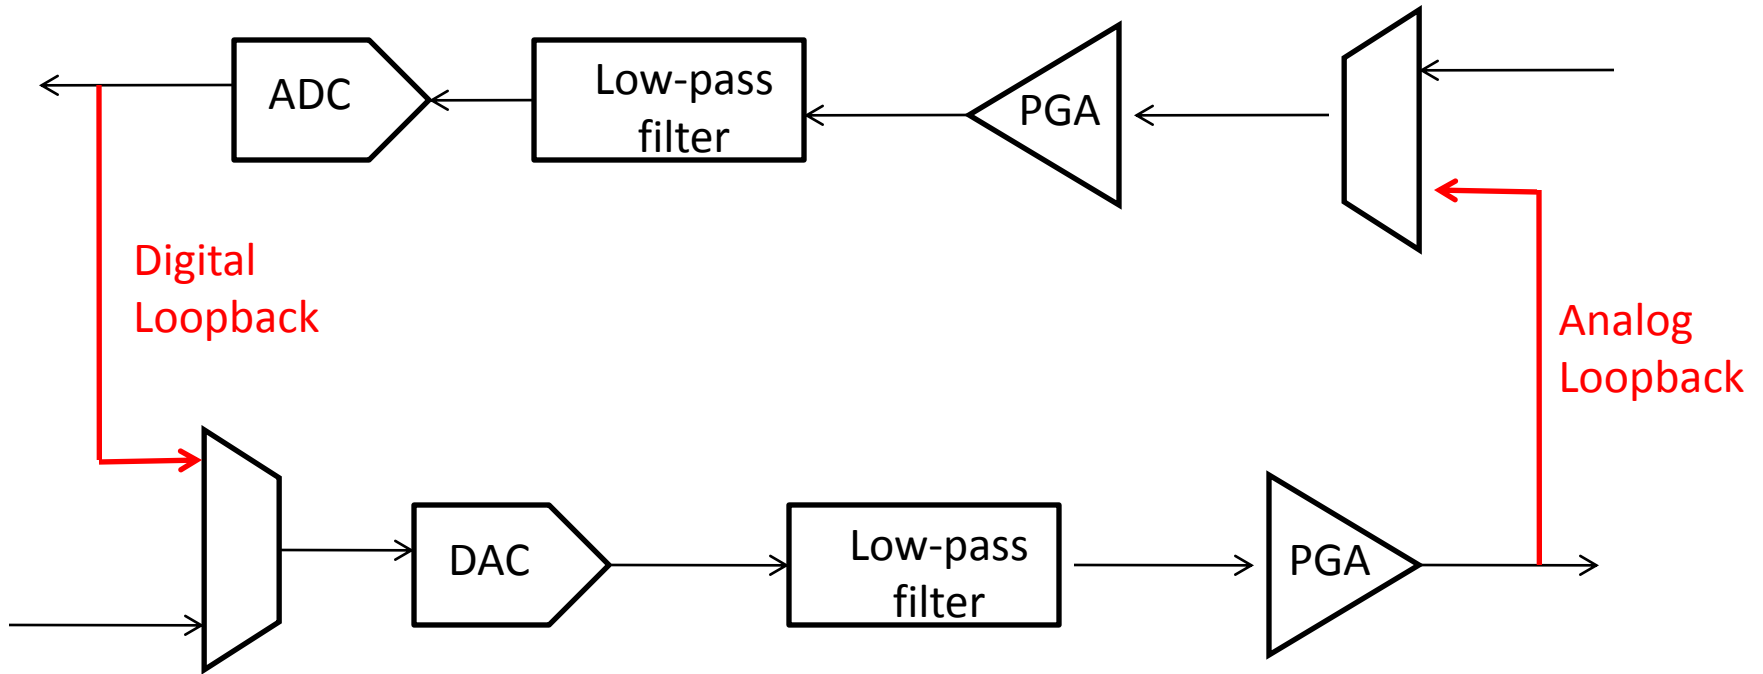 ADC
Low-pass
filter
PGA
Digital
Loopback
Analog
Loopback
DAC
Low-pass
filter
PGA